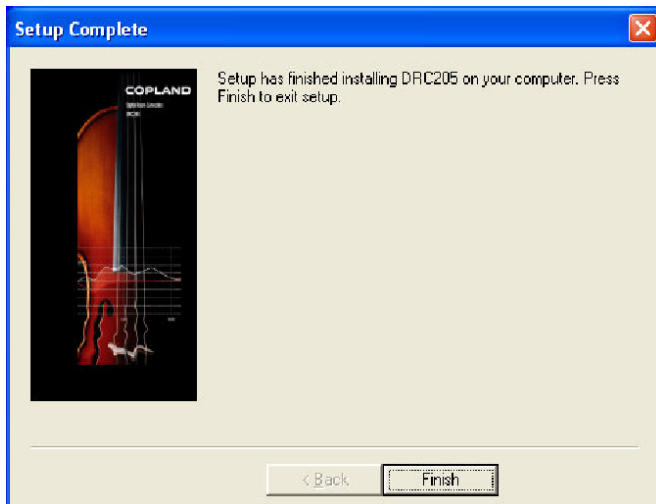 Setup Complete
COPLAND
Setup has finished installing DRC205 on your computer. Press
Finish to exit setup.
< Back
Finish